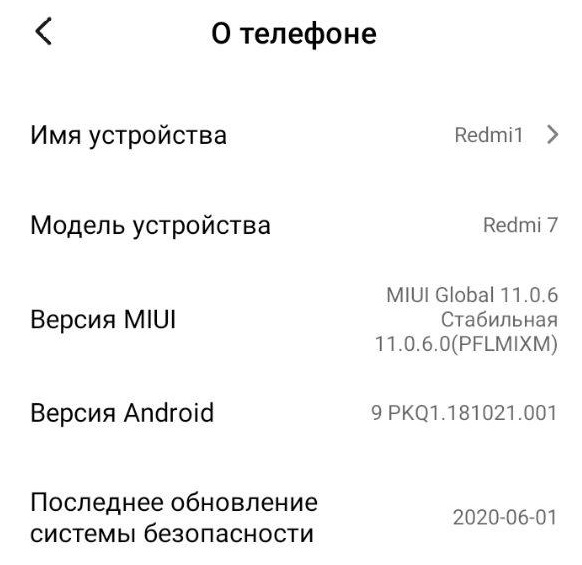 О телефоне
Имя устройства Redmi1
Модель устройства Redmi 7
Версия MIUI
MIUI Global 11.0.6
Стабильная
11.0.6.0(PFLMIXM)
Версия Android 9 PKQ1.181021.001
Последнее обновление
системы безопасности
2020-06-01